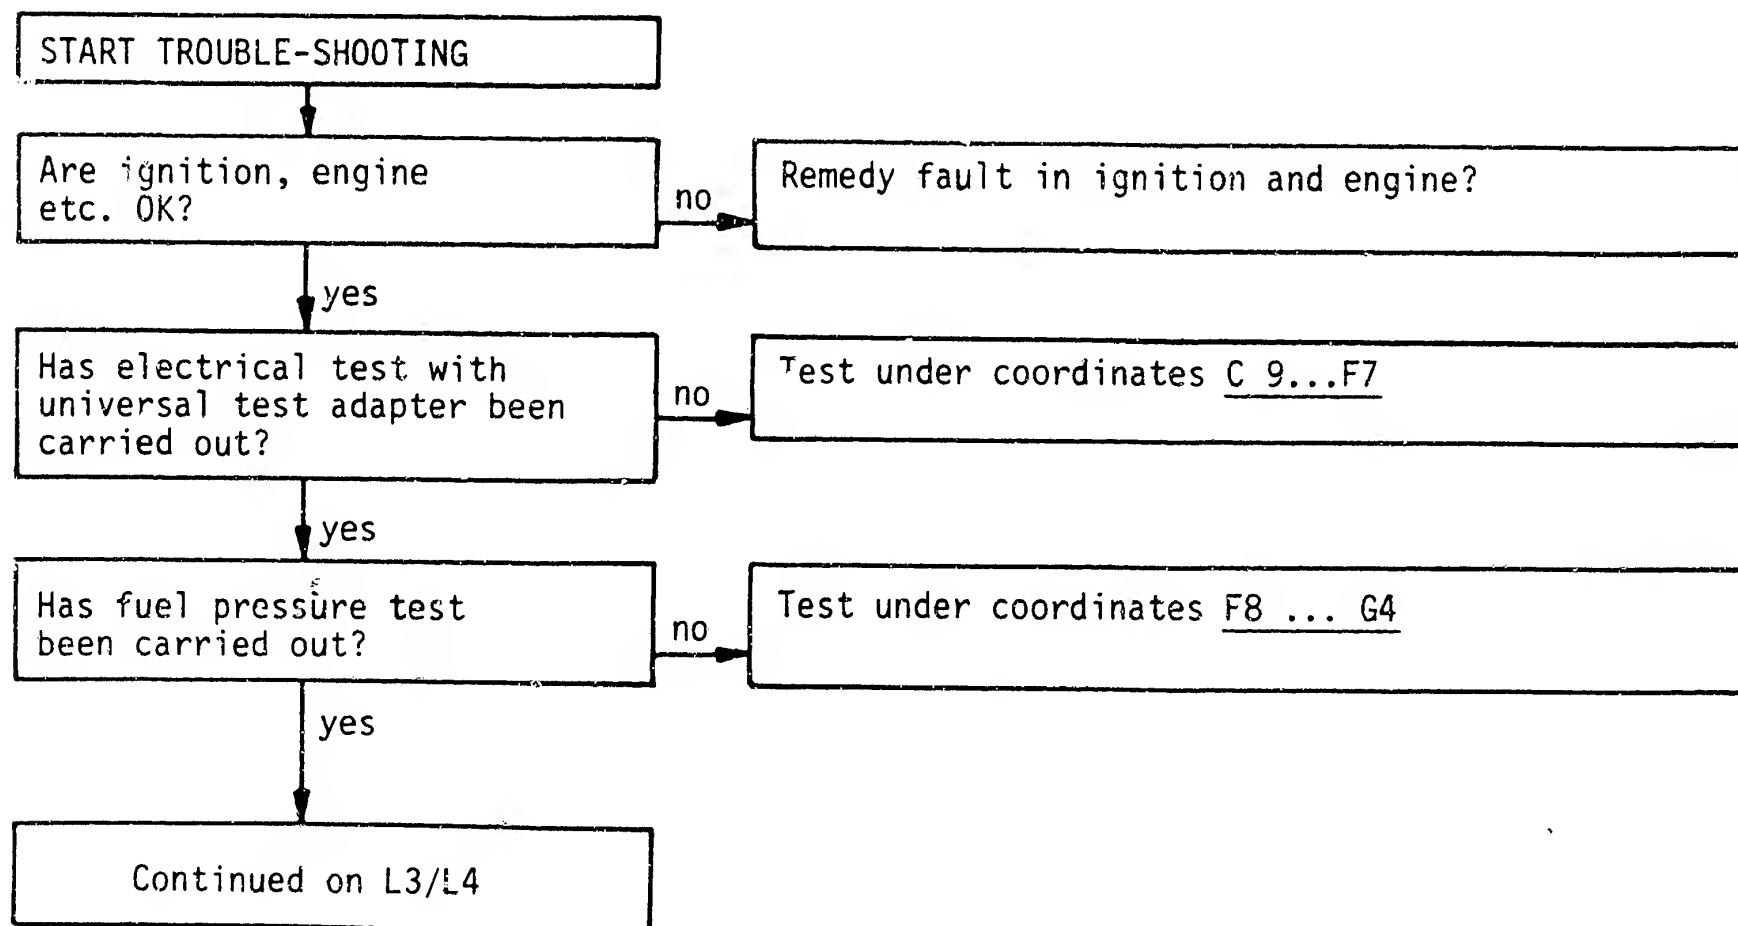 START TROUBLE-SHOOTING
Are ignition, engine
etc. OK?
no
Remedy fault in ignition and engine?
yes
Has electrical test with
universal test adapter been
carried out?
no
Test under coordinates C 9...F7
yes
Has fuel pressure test
been carried out?
no
Test under coordinates F8 ... G4
yes
Continued on L3/L4